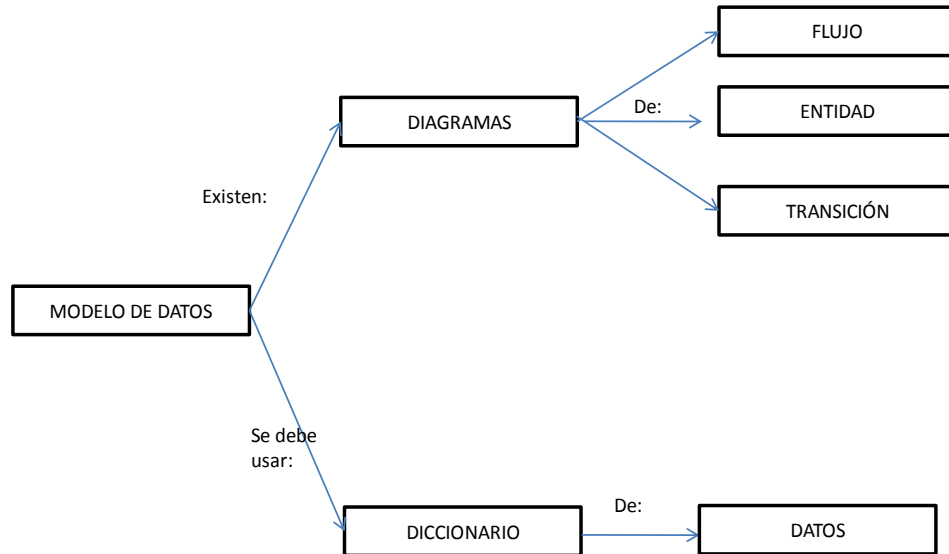 FLUJO
De:
ENTIDAD
DIAGRAMAS
Existen:
TRANSICIÓN
MODELO DE DATOS
Se debe
usar:
De:
DICCIONARIO
DATOS